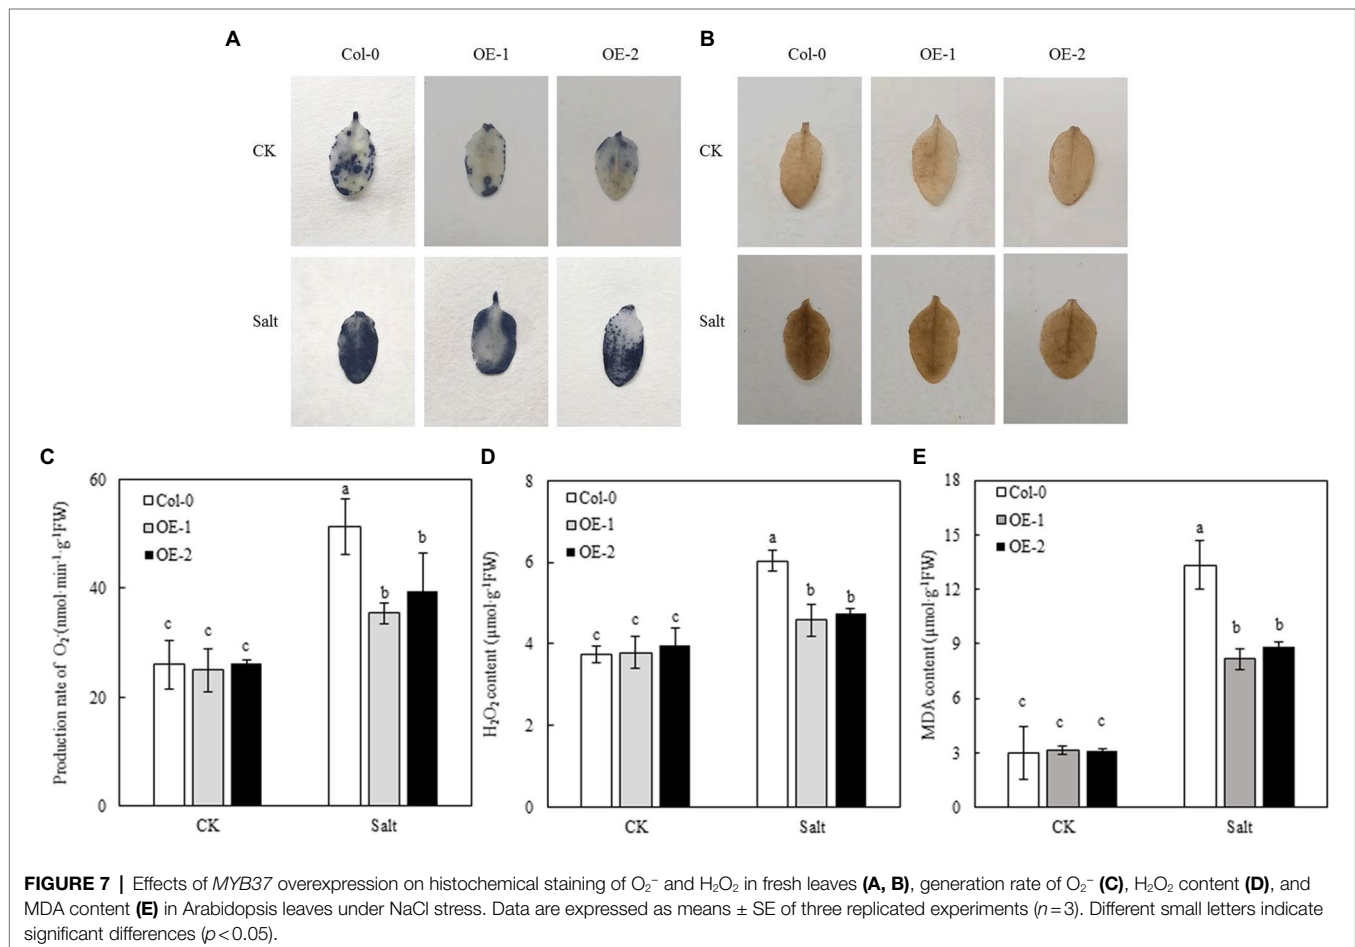 A
Col-0 OE-1 OE-2
CK
Salt
B
Col-0 OE-1 OE-2
CK
Salt
C
Production rate of O₂⁻(nmol·min⁻¹·g⁻¹FW)
60
40
20
0
Col-0
OE-1
OE-2
c c c
a b b
CK Salt
D
H₂O₂ content (μmol·g⁻¹FW)
8
6
4
2
0
Col-0
OE-1
OE-2
c c c
a b b
CK Salt
E
MDA content (μmol·g⁻¹FW)
18
15
12
9
6
3
0
Col-0
OE-1
OE-2
c c c
a b b
CK Salt
FIGURE 7 | Effects of MYB37 overexpression on histochemical staining of O₂⁻ and H₂O₂ in fresh leaves (A, B), generation rate of O₂⁻ (C), H₂O₂ content (D), and
MDA content (E) in Arabidopsis leaves under NaCl stress. Data are expressed as means ± SE of three replicated experiments (n=3). Different small letters indicate
significant differences (p<0.05).